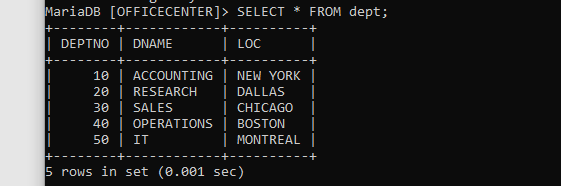 MariaDB [OFFICECENTER]> SELECT * FROM dept;
+--------+------------+----------+
| DEPTNO | DNAME      | LOC      |
+--------+------------+----------+
|     10 | ACCOUNTING | NEW YORK |
|     20 | RESEARCH   | DALLAS   |
|     30 | SALES      | CHICAGO  |
|     40 | OPERATIONS | BOSTON   |
|     50 | IT         | MONTREAL |
+--------+------------+----------+
5 rows in set (0.001 sec)